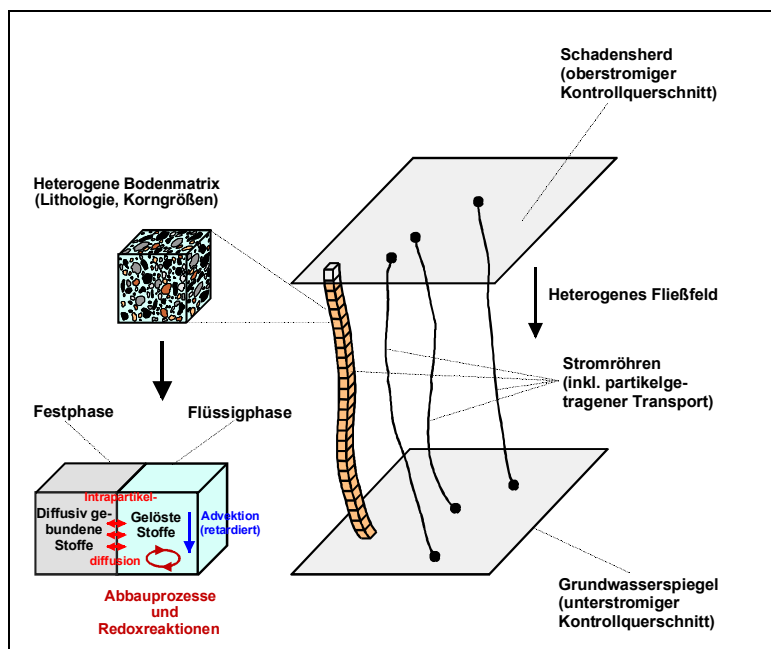 Schadensherd
(oberstromiger
Kontrollquerschnitt)
Heterogene Bodenmatrix
(Lithologie, Korngrößen)
Heterogenes Fließfeld
Stromröhren
(inkl. partikelge-
tragener Transport)
Festphase
Flüssigphase
Intrapartikel-
Diffusiv ge-
bundene
Stoffe
Gelöste
Stoffe
Advektion
(retardiert)
diffusion
Abbauprozesse
und
Redoxreaktionen
Grundwasserspiegel
(unterstromiger
Kontrollquerschnitt)